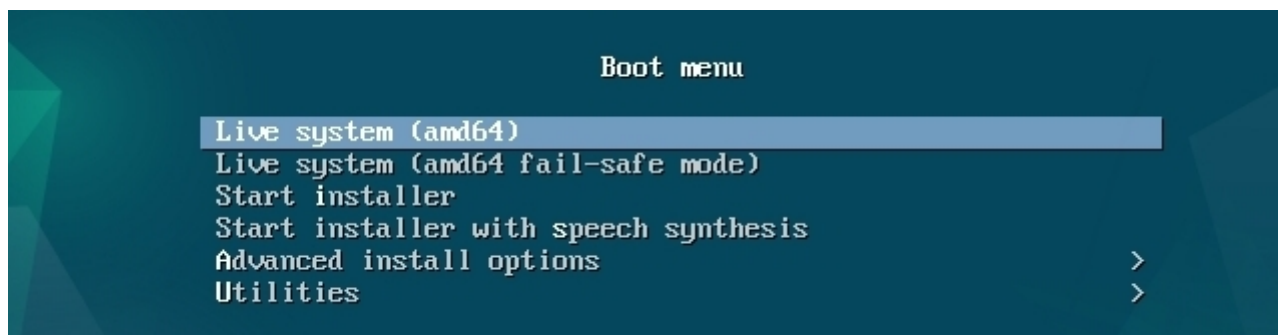 Boot menu
Live system (amd64)
Live system (amd64 fail-safe mode)
Start installer
Start installer with speech synthesis
Advanced install options >
Utilities >